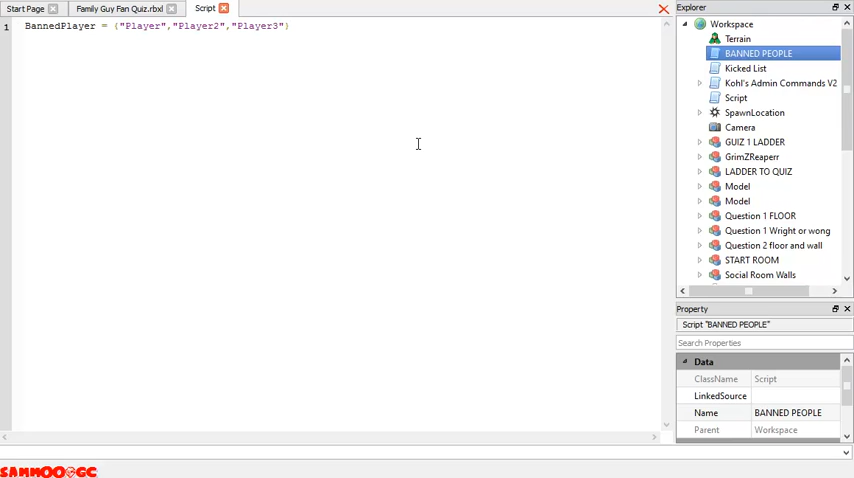 Start Page
Family Guy Fan Quiz.rbxl
Script
Explorer
1 BannedPlayer = {"Player","Player2","Player3"}
Workspace
Terrain
BANNED PEOPLE
Kicked List
Kohl's Admin Commands V2
Script
SpawnLocation
Camera
GUIZ 1 LADDER
GrimZReaperr
LADDER TO QUIZ
Model
Model
Question 1 FLOOR
Question 1 Wright or wong
Question 2 floor and wall
START ROOM
Social Room Walls
Property
Script "BANNED PEOPLE"
Search Properties
Data
ClassName Script
LinkedSource
Name BANNED PEOPLE
Parent Workspace
SAMMOO@GC